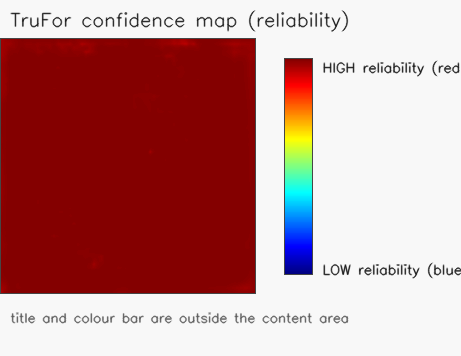 TruFor confidence map (reliability)
HIGH reliability (red
LOW reliability (blue
title and colour bar are outside the content area